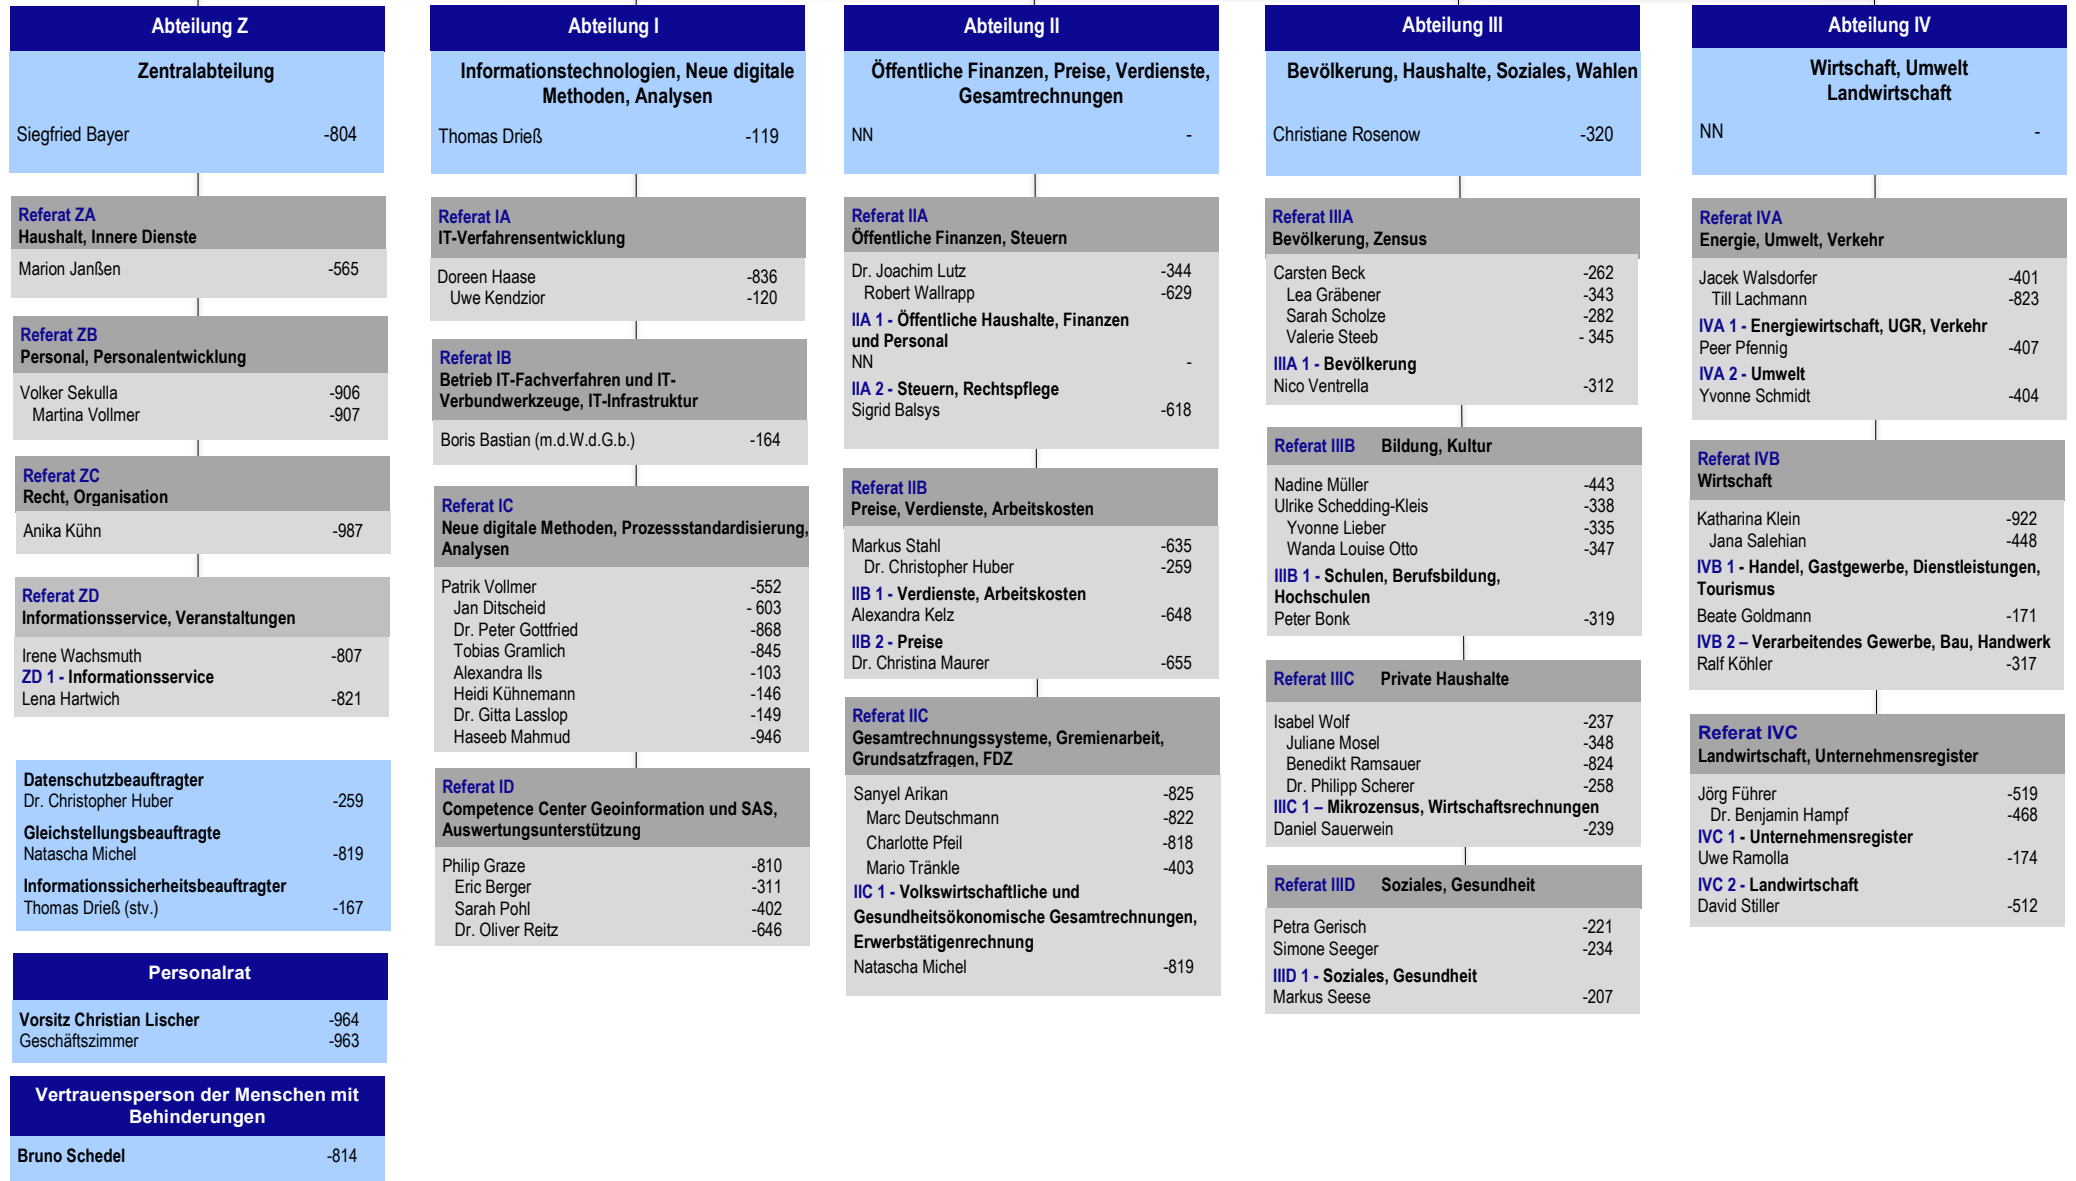 Abteilung Z
Zentralabteilung
Siegfried Bayer -804
Referat ZA
Haushalt, Innere Dienste
Marion Janßen -565
Referat ZB
Personal, Personalentwicklung
Volker Sekulla -906
Martina Vollmer -907
Referat ZC
Recht, Organisation
Anika Kühn -987
Referat ZD
Informationsservice, Veranstaltungen
Irene Wachsmuth -807
ZD 1 - Informationsservice
Lena Hartwich -821
Datenschutzbeauftragter
Dr. Christopher Huber -259
Gleichstellungsbeauftragte
Natascha Michel -819
Informationssicherheitsbeauftragter
Thomas Drieß (stv.) -167
Personalrat
Vorsitz Christian Lischer -964
Geschäftszimmer -963
Vertrauensperson der Menschen mit
Behinderungen
Bruno Schedel -814
Abteilung I
Informationstechnologien, Neue digitale
Methoden, Analysen
Thomas Drieß -119
Referat IA
IT-Verfahrensentwicklung
Doreen Haase -836
Uwe Kendzior -120
Referat IB
Betrieb IT-Fachverfahren und IT-
Verbundwerkzeuge, IT-Infrastruktur
Boris Bastian (m.d.W.d.G.b.) -164
Referat IC
Neue digitale Methoden, Prozessstandardisierung,
Analysen
Patrik Vollmer -552
Jan Ditscheid - 603
Dr. Peter Gottfried -868
Tobias Gramlich -845
Alexandra Ils -103
Heidi Kühnemann -146
Dr. Gitta Lasslop -149
Haseeb Mahmud -946
Referat ID
Competence Center Geoinformation und SAS,
Auswertungsunterstützung
Philip Graze -810
Eric Berger -311
Sarah Pohl -402
Dr. Oliver Reitz -646
Abteilung II
Öffentliche Finanzen, Preise, Verdienste,
Gesamtrechnungen
NN -
Referat IIA
Öffentliche Finanzen, Steuern
Dr. Joachim Lutz -344
Robert Wallrapp -629
IIA 1 - Öffentliche Haushalte, Finanzen
und Personal
NN -
IIA 2 - Steuern, Rechtspflege
Sigrid Balsys -618
Referat IIB
Preise, Verdienste, Arbeitskosten
Markus Stahl -635
Dr. Christopher Huber -259
IIB 1 - Verdienste, Arbeitskosten
Alexandra Kelz -648
IIB 2 - Preise
Dr. Christina Maurer -655
Referat IIC
Gesamtrechnungssysteme, Gremienarbeit,
Grundsatzfragen, FDZ
Sanyel Arikan -825
Marc Deutschmann -822
Charlotte Pfeil -818
Mario Tränkle -403
IIC 1 - Volkswirtschaftliche und
Gesundheitsökonomische Gesamtrechnungen,
Erwerbstätigenrechnung
Natascha Michel -819
Abteilung III
Bevölkerung, Haushalte, Soziales, Wahlen
Christiane Rosenow -320
Referat IIIA
Bevölkerung, Zensus
Carsten Beck -262
Lea Gräbener -343
Sarah Scholze -282
Valerie Steeb - 345
IIIA 1 - Bevölkerung
Nico Ventrella -312
Referat IIIB Bildung, Kultur
Nadine Müller -443
Ulrike Schedding-Kleis -338
Yvonne Lieber -335
Wanda Louise Otto -347
IIIB 1 - Schulen, Berufsbildung,
Hochschulen
Peter Bonk -319
Referat IIIC Private Haushalte
Isabel Wolf -237
Juliane Mosel -348
Benedikt Ramsauer -824
Dr. Philipp Scherer -258
IIIC 1 – Mikrozensus, Wirtschaftsrechnungen
Daniel Sauerwein -239
Referat IIID Soziales, Gesundheit
Petra Gerisch -221
Simone Seeger -234
IIID 1 - Soziales, Gesundheit
Markus Seese -207
Abteilung IV
Wirtschaft, Umwelt
Landwirtschaft
NN -
Referat IVA
Energie, Umwelt, Verkehr
Jacek Walsdorfer -401
Till Lachmann -823
IVA 1 - Energiewirtschaft, UGR, Verkehr
Peer Pfennig -407
IVA 2 - Umwelt
Yvonne Schmidt -404
Referat IVB
Wirtschaft
Katharina Klein -922
Jana Salehian -448
IVB 1 - Handel, Gastgewerbe, Dienstleistungen,
Tourismus
Beate Goldmann -171
IVB 2 – Verarbeitendes Gewerbe, Bau, Handwerk
Ralf Köhler -317
Referat IVC
Landwirtschaft, Unternehmensregister
Jörg Führer -519
Dr. Benjamin Hampf -468
IVC 1 - Unternehmensregister
Uwe Ramolla -174
IVC 2 - Landwirtschaft
David Stiller -512